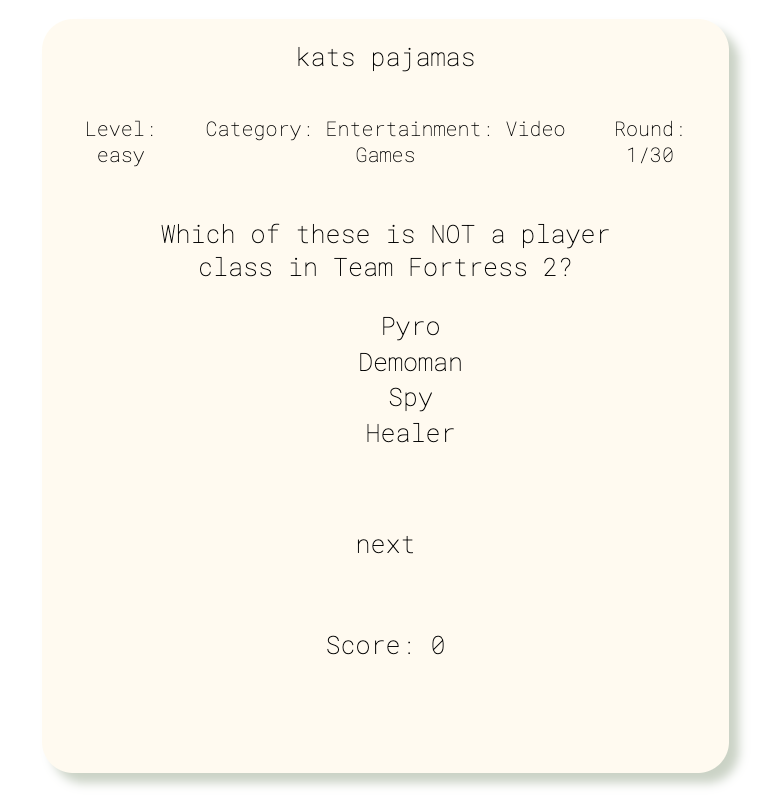 kats pajamas
Level:
easy
Category: Entertainment: Video
Games
Round:
1/30
Which of these is NOT a player
class in Team Fortress 2?
Pyro
Demoman
Spy
Healer
next
Score: 0